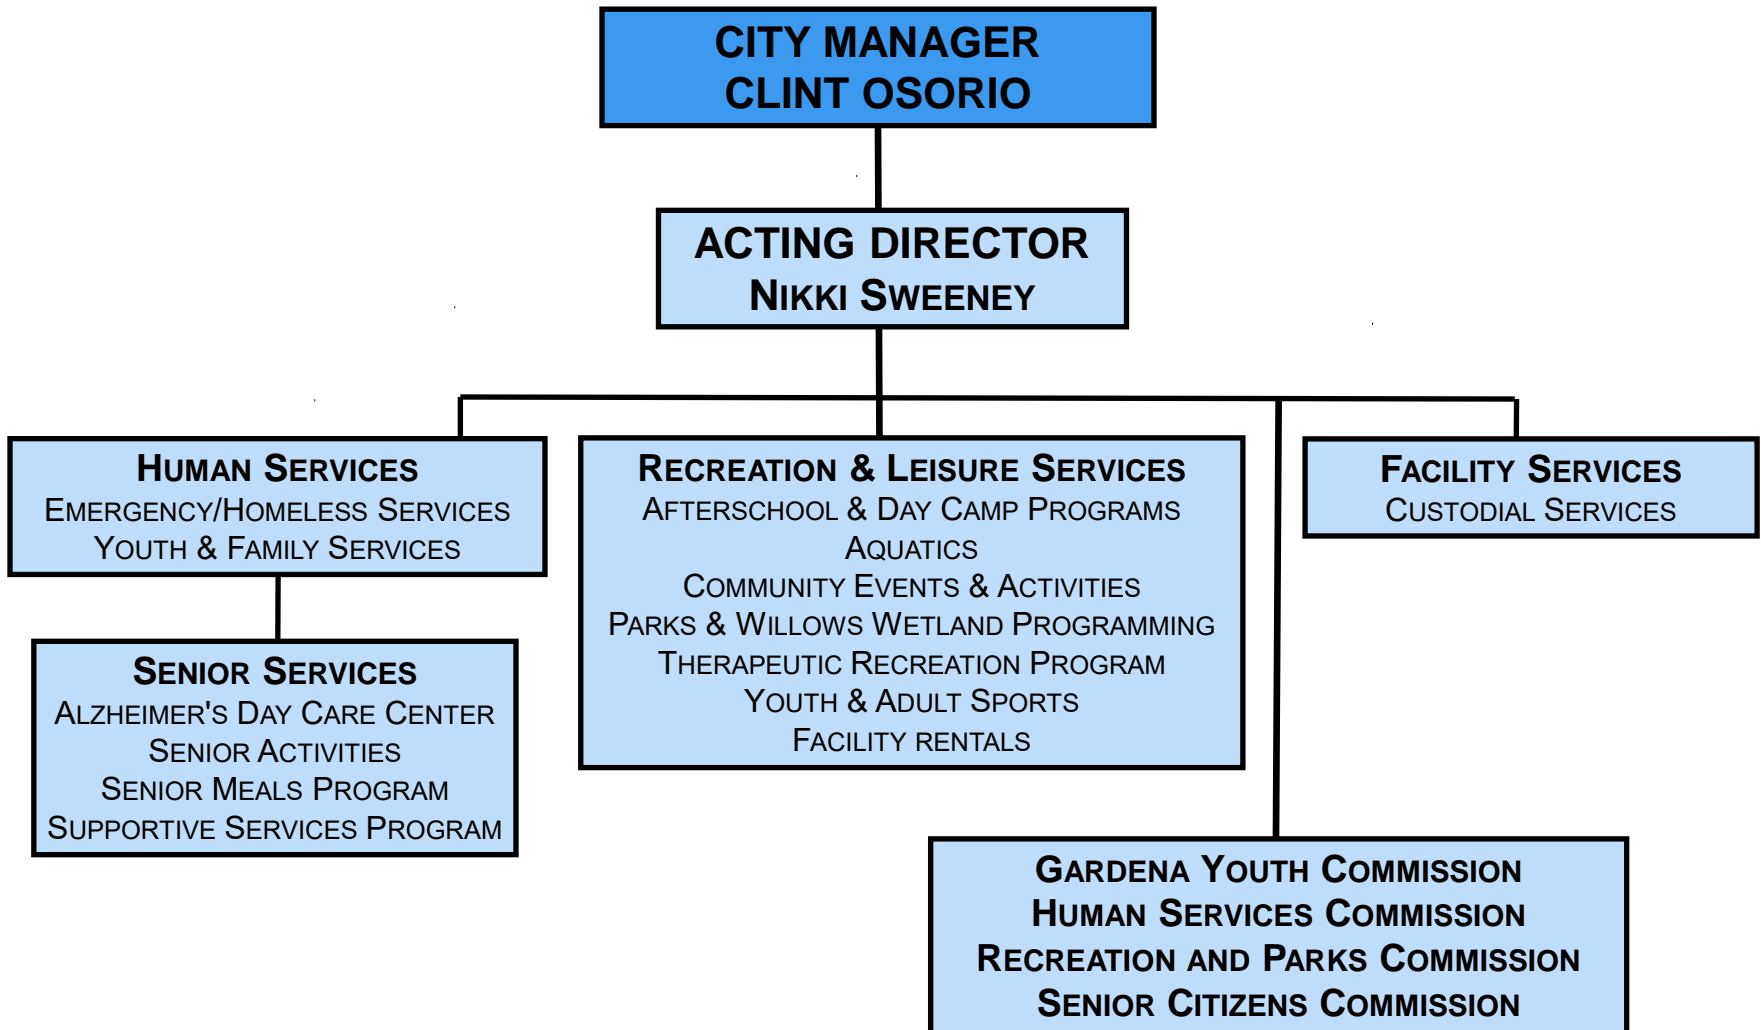 CITY MANAGER
CLINT OSORIO
ACTING DIRECTOR
NIKKI SWEENEY
HUMAN SERVICES
EMERGENCY/HOMELESS SERVICES
YOUTH & FAMILY SERVICES
SENIOR SERVICES
ALZHEIMER'S DAY CARE CENTER
SENIOR ACTIVITIES
SENIOR MEALS PROGRAM
SUPPORTIVE SERVICES PROGRAM
RECREATION & LEISURE SERVICES
AFTERSCHOOL & DAY CAMP PROGRAMS
AQUATICS
COMMUNITY EVENTS & ACTIVITIES
PARKS & WILLOWS WETLAND PROGRAMMING
THERAPEUTIC RECREATION PROGRAM
YOUTH & ADULT SPORTS
FACILITY RENTALS
FACILITY SERVICES
CUSTODIAL SERVICES
GARDENA YOUTH COMMISSION
HUMAN SERVICES COMMISSION
RECREATION AND PARKS COMMISSION
SENIOR CITIZENS COMMISSION